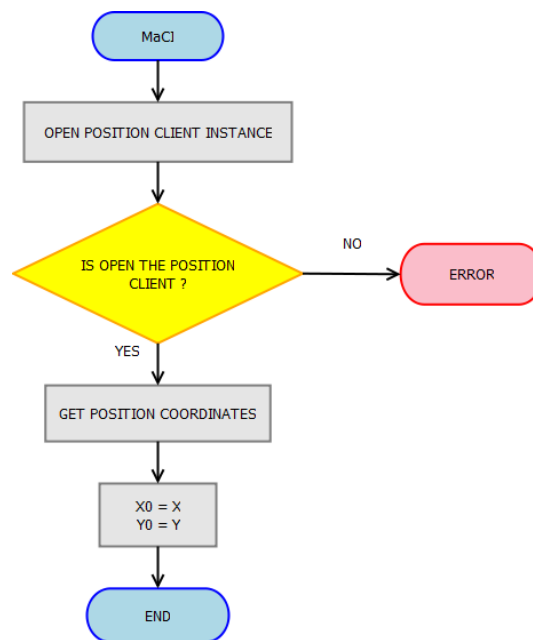 MaCl
OPEN POSITION CLIENT INSTANCE
IS OPEN THE POSITION
CLIENT ?
NO
ERROR
YES
GET POSITION COORDINATES
X0 = X
Y0 = Y
END